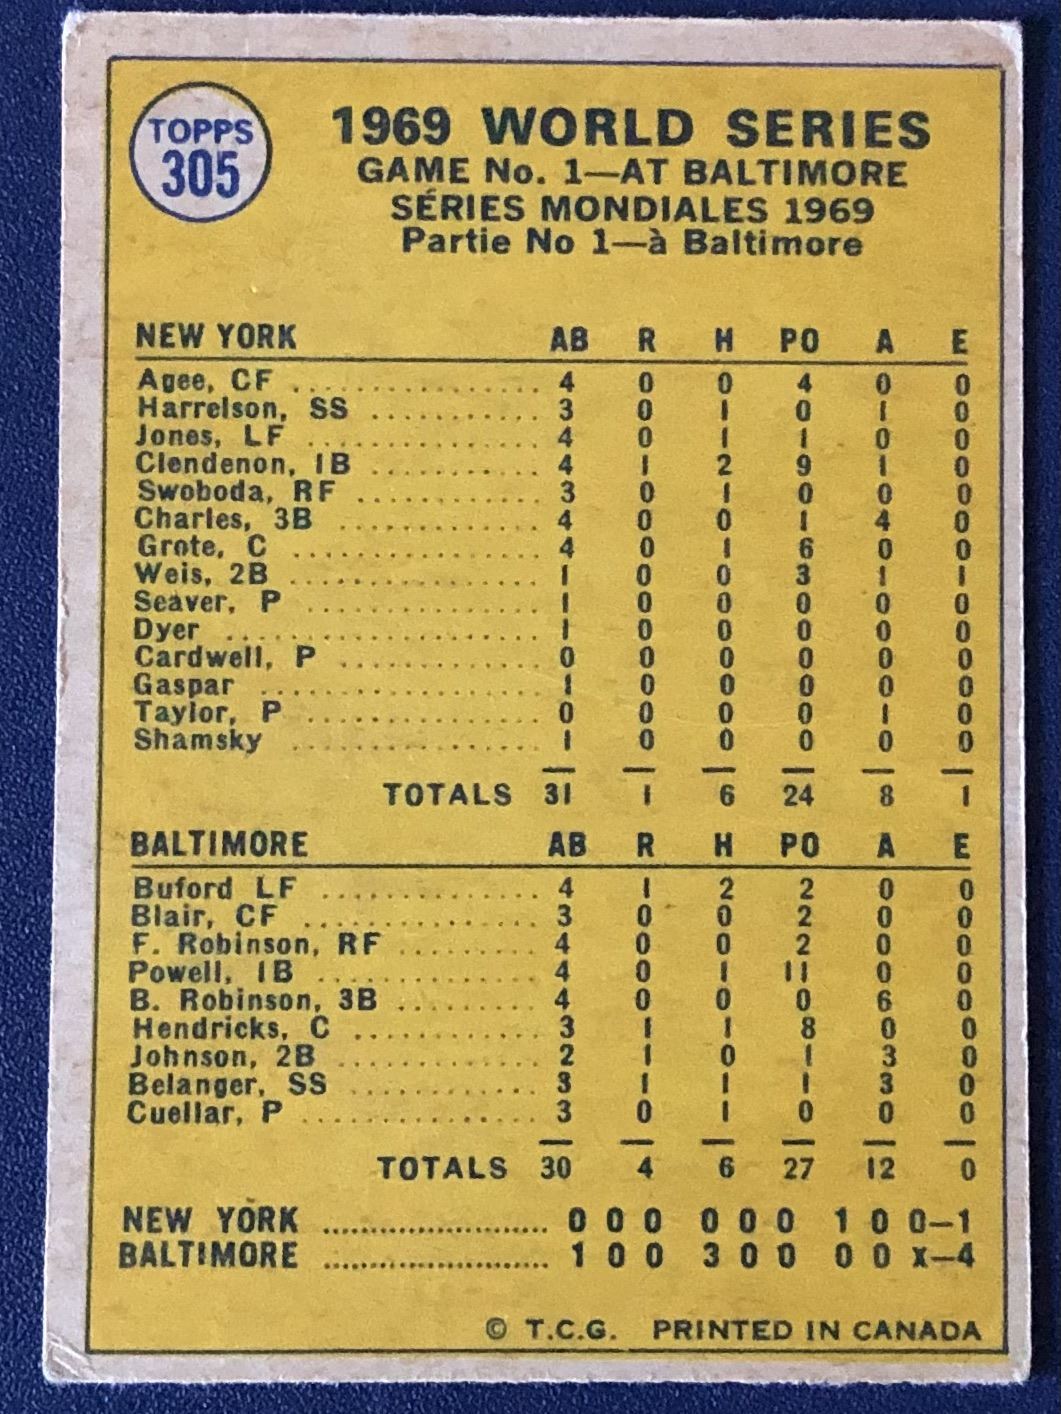 TOPPS
305
1969 WORLD SERIES
GAME No. 1—AT BALTIMORE
SÉRIES MONDIALES 1969
Partie No 1—à Baltimore
NEW YORK AB R H PO A E
Agee, CF .................... 4 0 0 4 0 0
Harrelson, SS ............ 3 0 1 0 1 0
Jones, LF .................. 4 0 1 1 0 0
Clendenon, 1B ............ 4 1 2 9 1 0
Swoboda, RF ............. 3 0 1 0 0 0
Charles, 3B .............. 4 0 0 1 4 0
Grote, C ................... 4 0 1 6 0 0
Weis, 2B ................... 1 0 0 3 1 1
Seaver, P .................. 1 0 0 0 0 0
Dyer ......................... 1 0 0 0 0 0
Cardwell, P .............. 0 0 0 0 0 0
Gaspar ..................... 1 0 0 0 0 0
Taylor, P .................. 0 0 0 0 1 0
Shamsky ................... 1 0 0 0 0 0
TOTALS 31 1 6 24 8 1
BALTIMORE AB R H PO A E
Buford LF ................. 4 1 2 2 0 0
Blair, CF .................. 3 0 0 2 0 0
F. Robinson, RF .......... 4 0 0 2 0 0
Powell, 1B ................. 4 0 1 11 0 0
B. Robinson, 3B .......... 4 0 0 0 6 0
Hendricks, C .............. 3 1 1 8 0 0
Johnson, 2B ............... 2 1 0 1 3 0
Belanger, SS .............. 3 1 1 1 3 0
Cuellar, P ................. 3 0 1 0 0 0
TOTALS 30 4 6 27 12 0
NEW YORK ........................ 0 0 0 0 0 0 1 0 0—1
BALTIMORE ........................ 1 0 0 3 0 0 0 0 x—4
© T.C.G. PRINTED IN CANADA